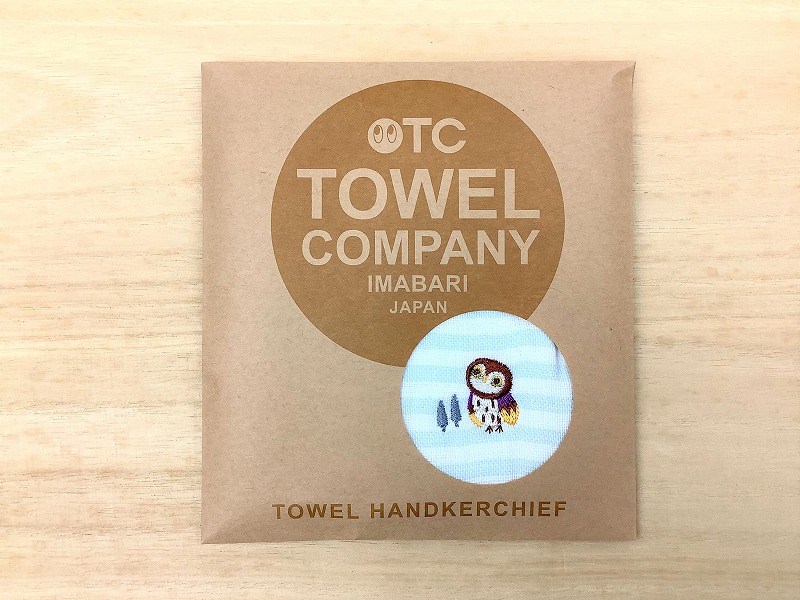 OTC
TOWEL
COMPANY
IMABARI
JAPAN
TOWEL HANDKERCHIEF